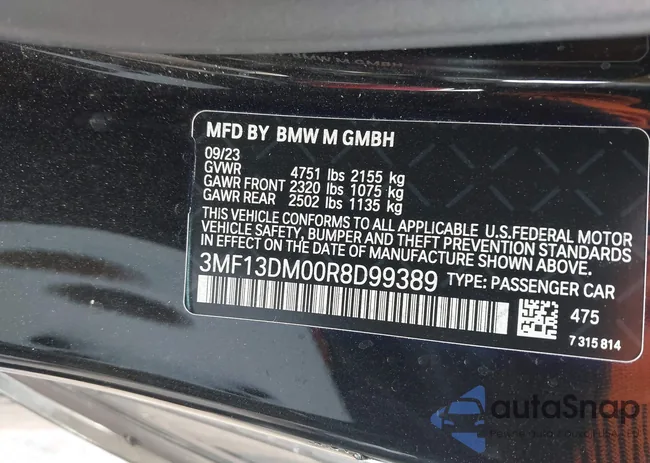 MFD BY BMW M GMBH
09/23
GVWR 4751 lbs 2155 kg
GAWR FRONT 2320 lbs 1075 kg
GAWR REAR 2502 lbs 1135 kg
THIS VEHICLE CONFORMS TO ALL APPLICABLE U.S.FEDERAL MOTOR
VEHICLE SAFETY, BUMPER AND THEFT PREVENTION STANDARDS
IN EFFECT ON THE DATE OF MANUFACTURE SHOWN ABOVE.
3MF13DM00R8D99389 TYPE: PASSENGER CAR
475
7 315 814
autoSnap